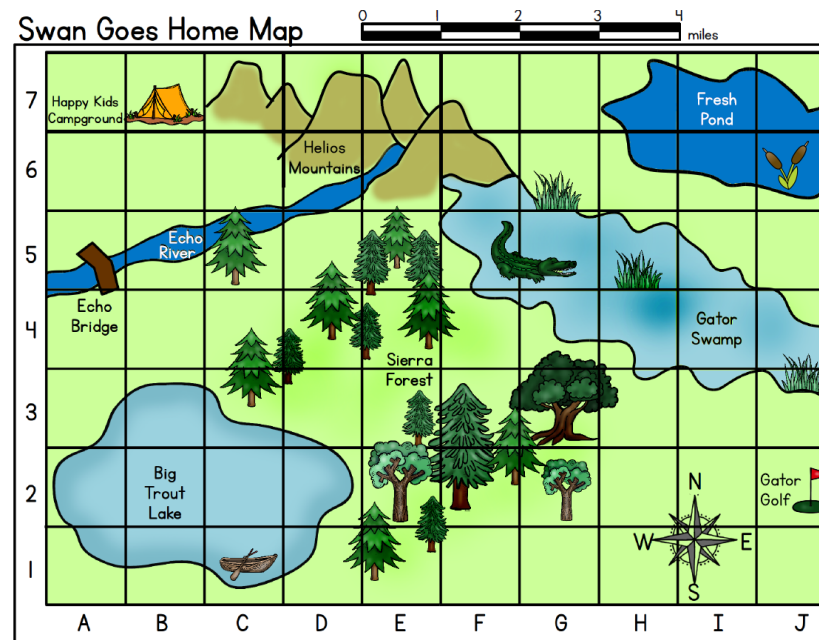 Swan Goes Home Map
0 1 2 3 4
miles
7
Happy Kids
Campground
Fresh
Pond
6
Helios
Mountains
5
Echo
River
Echo
Bridge
4
Gator
Swamp
Sierra
Forest
3
2
Big
Trout
Lake
Gator
Golf
N
W E
S
1
A B C D E F G H I J